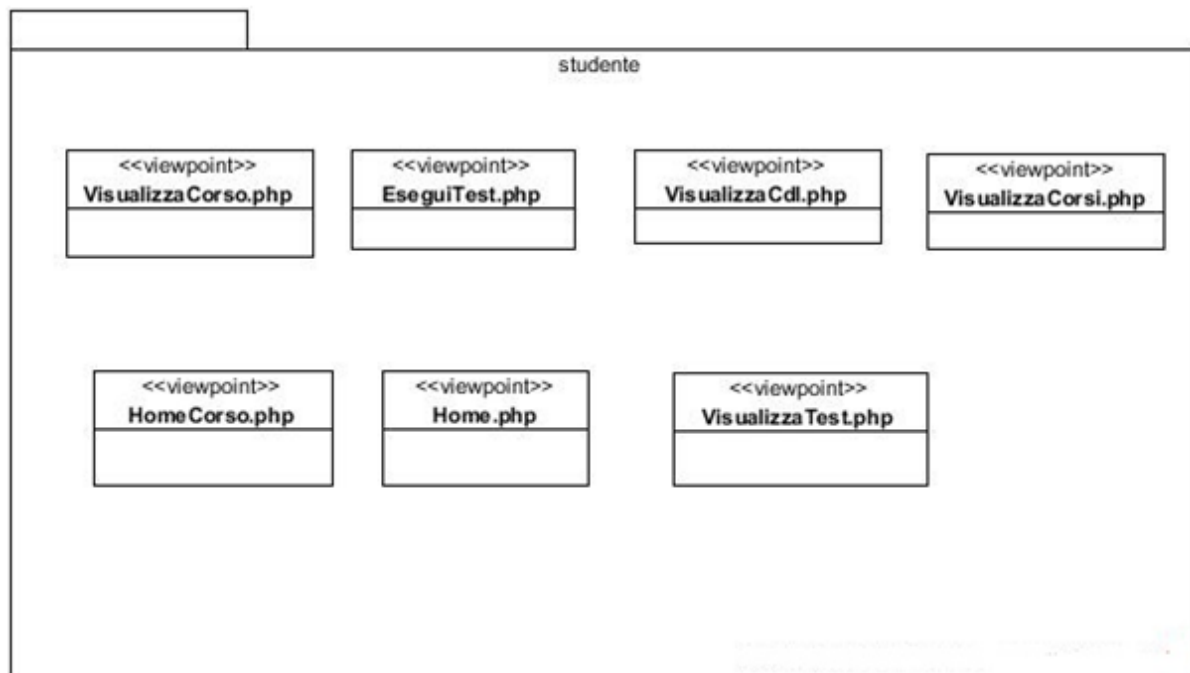 studente
<<viewpoint>>
VisualizzaCorso.php
<<viewpoint>>
EseguiTest.php
<<viewpoint>>
VisualizzaCdl.php
<<viewpoint>>
VisualizzaCorsi.php
<<viewpoint>>
HomeCorso.php
<<viewpoint>>
Home.php
<<viewpoint>>
VisualizzaTest.php